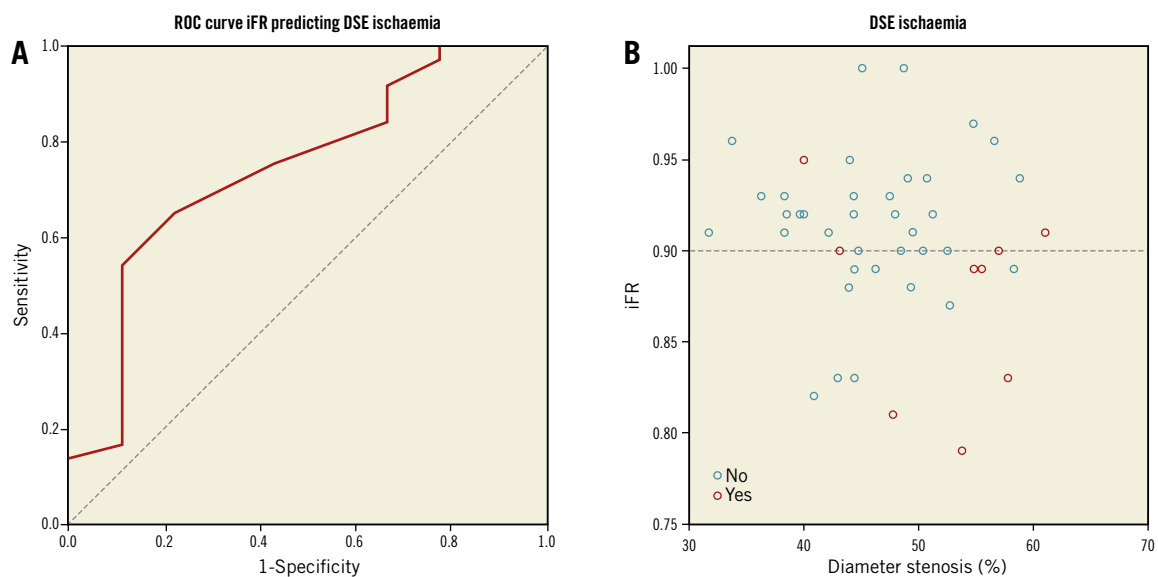 A
ROC curve iFR predicting DSE ischaemia
1.0
0.8
0.6
0.4
0.2
0.0
Sensitivity
0.0 0.2 0.4 0.6 0.8 1.0
1-Specificity
B
DSE ischaemia
1.00
0.95
0.90
0.85
0.80
0.75
iFR
No
Yes
30 40 50 60 70
Diameter stenosis (%)